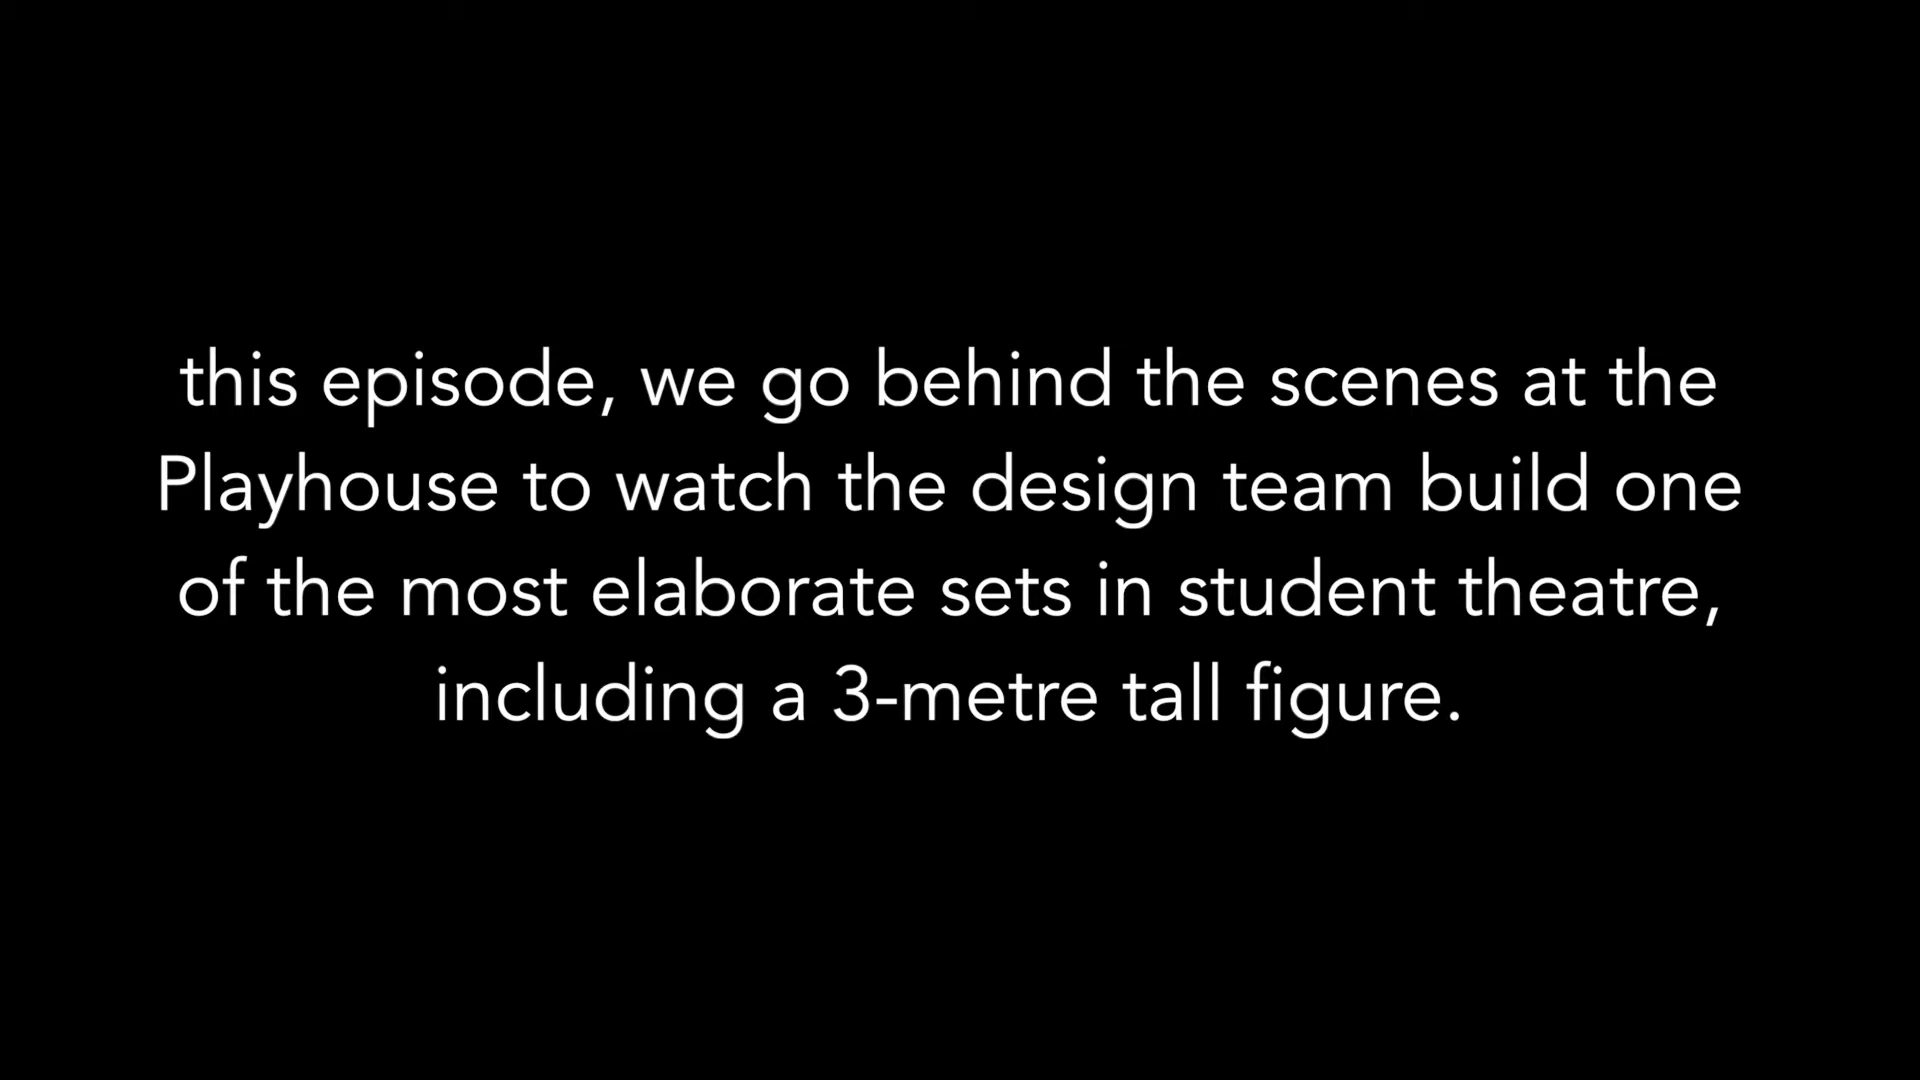 this episode, we go behind the scenes at the
Playhouse to watch the design team build one
of the most elaborate sets in student theatre,
including a 3-metre tall figure.